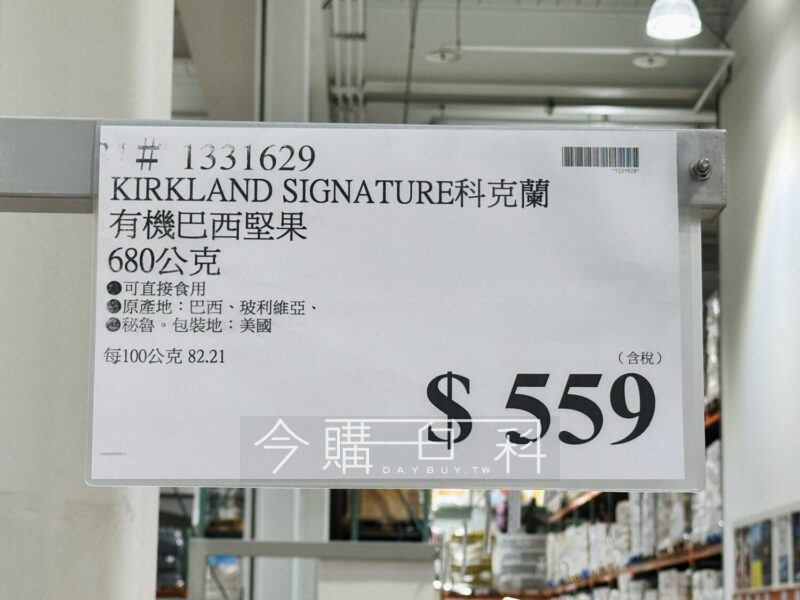 # 1331629
KIRKLAND SIGNATURE科克蘭
有機巴西堅果
680公克
●可直接食用
●原產地：巴西、玻利維亞、
●秘魯。包裝地：美國
每100公克 82.21
（含稅）
$ 559
*1331629*
今購百科
DAYBUY.TW